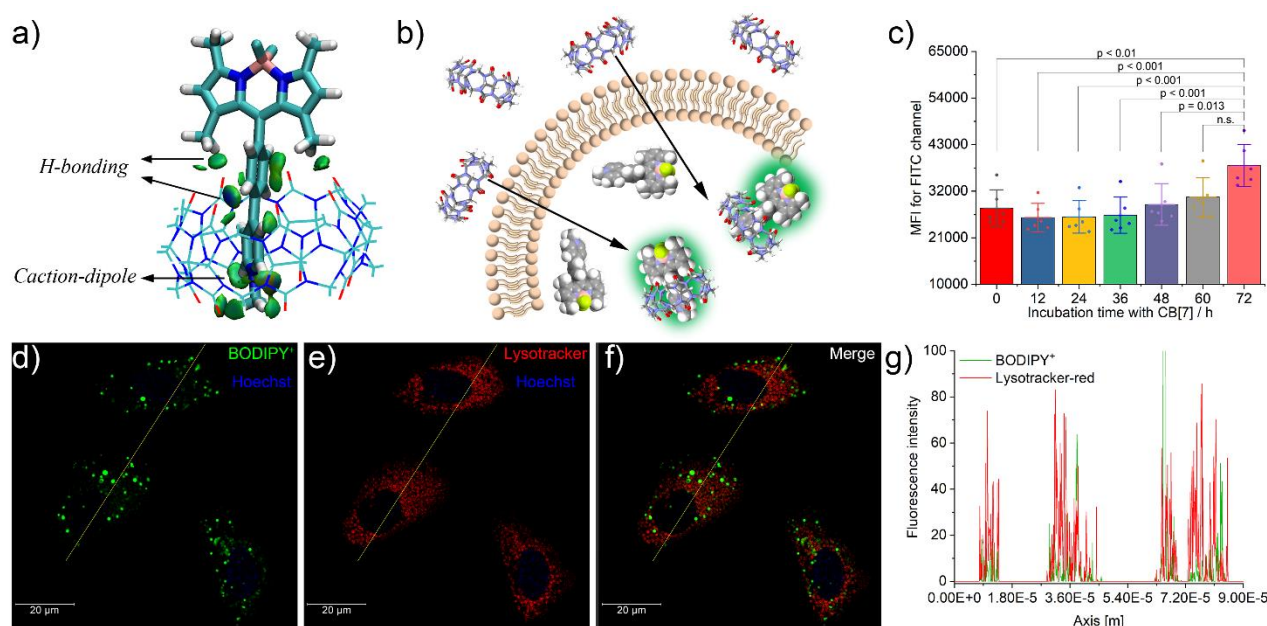 a)
H-bonding
Caction-dipole
b)
c)
MFI for FITC channel
65000
54000
43000
32000
21000
10000
p < 0.01
p < 0.001
p < 0.001
p < 0.001
p = 0.013
n.s.
0 12 24 36 48 60 72
Incubation time with CB[7] / h
d)
BODIPY⁺
Hoechst
20 μm
e)
Lysotracker
Hoechst
20 μm
f)
Merge
20 μm
g)
BODIPY⁺
Lysotracker-red
Fluorescence intensity
100
80
60
40
20
0
0.00E+0 1.80E-5 3.60E-5 5.40E-5 7.20E-5 9.00E-5
Axis [m]